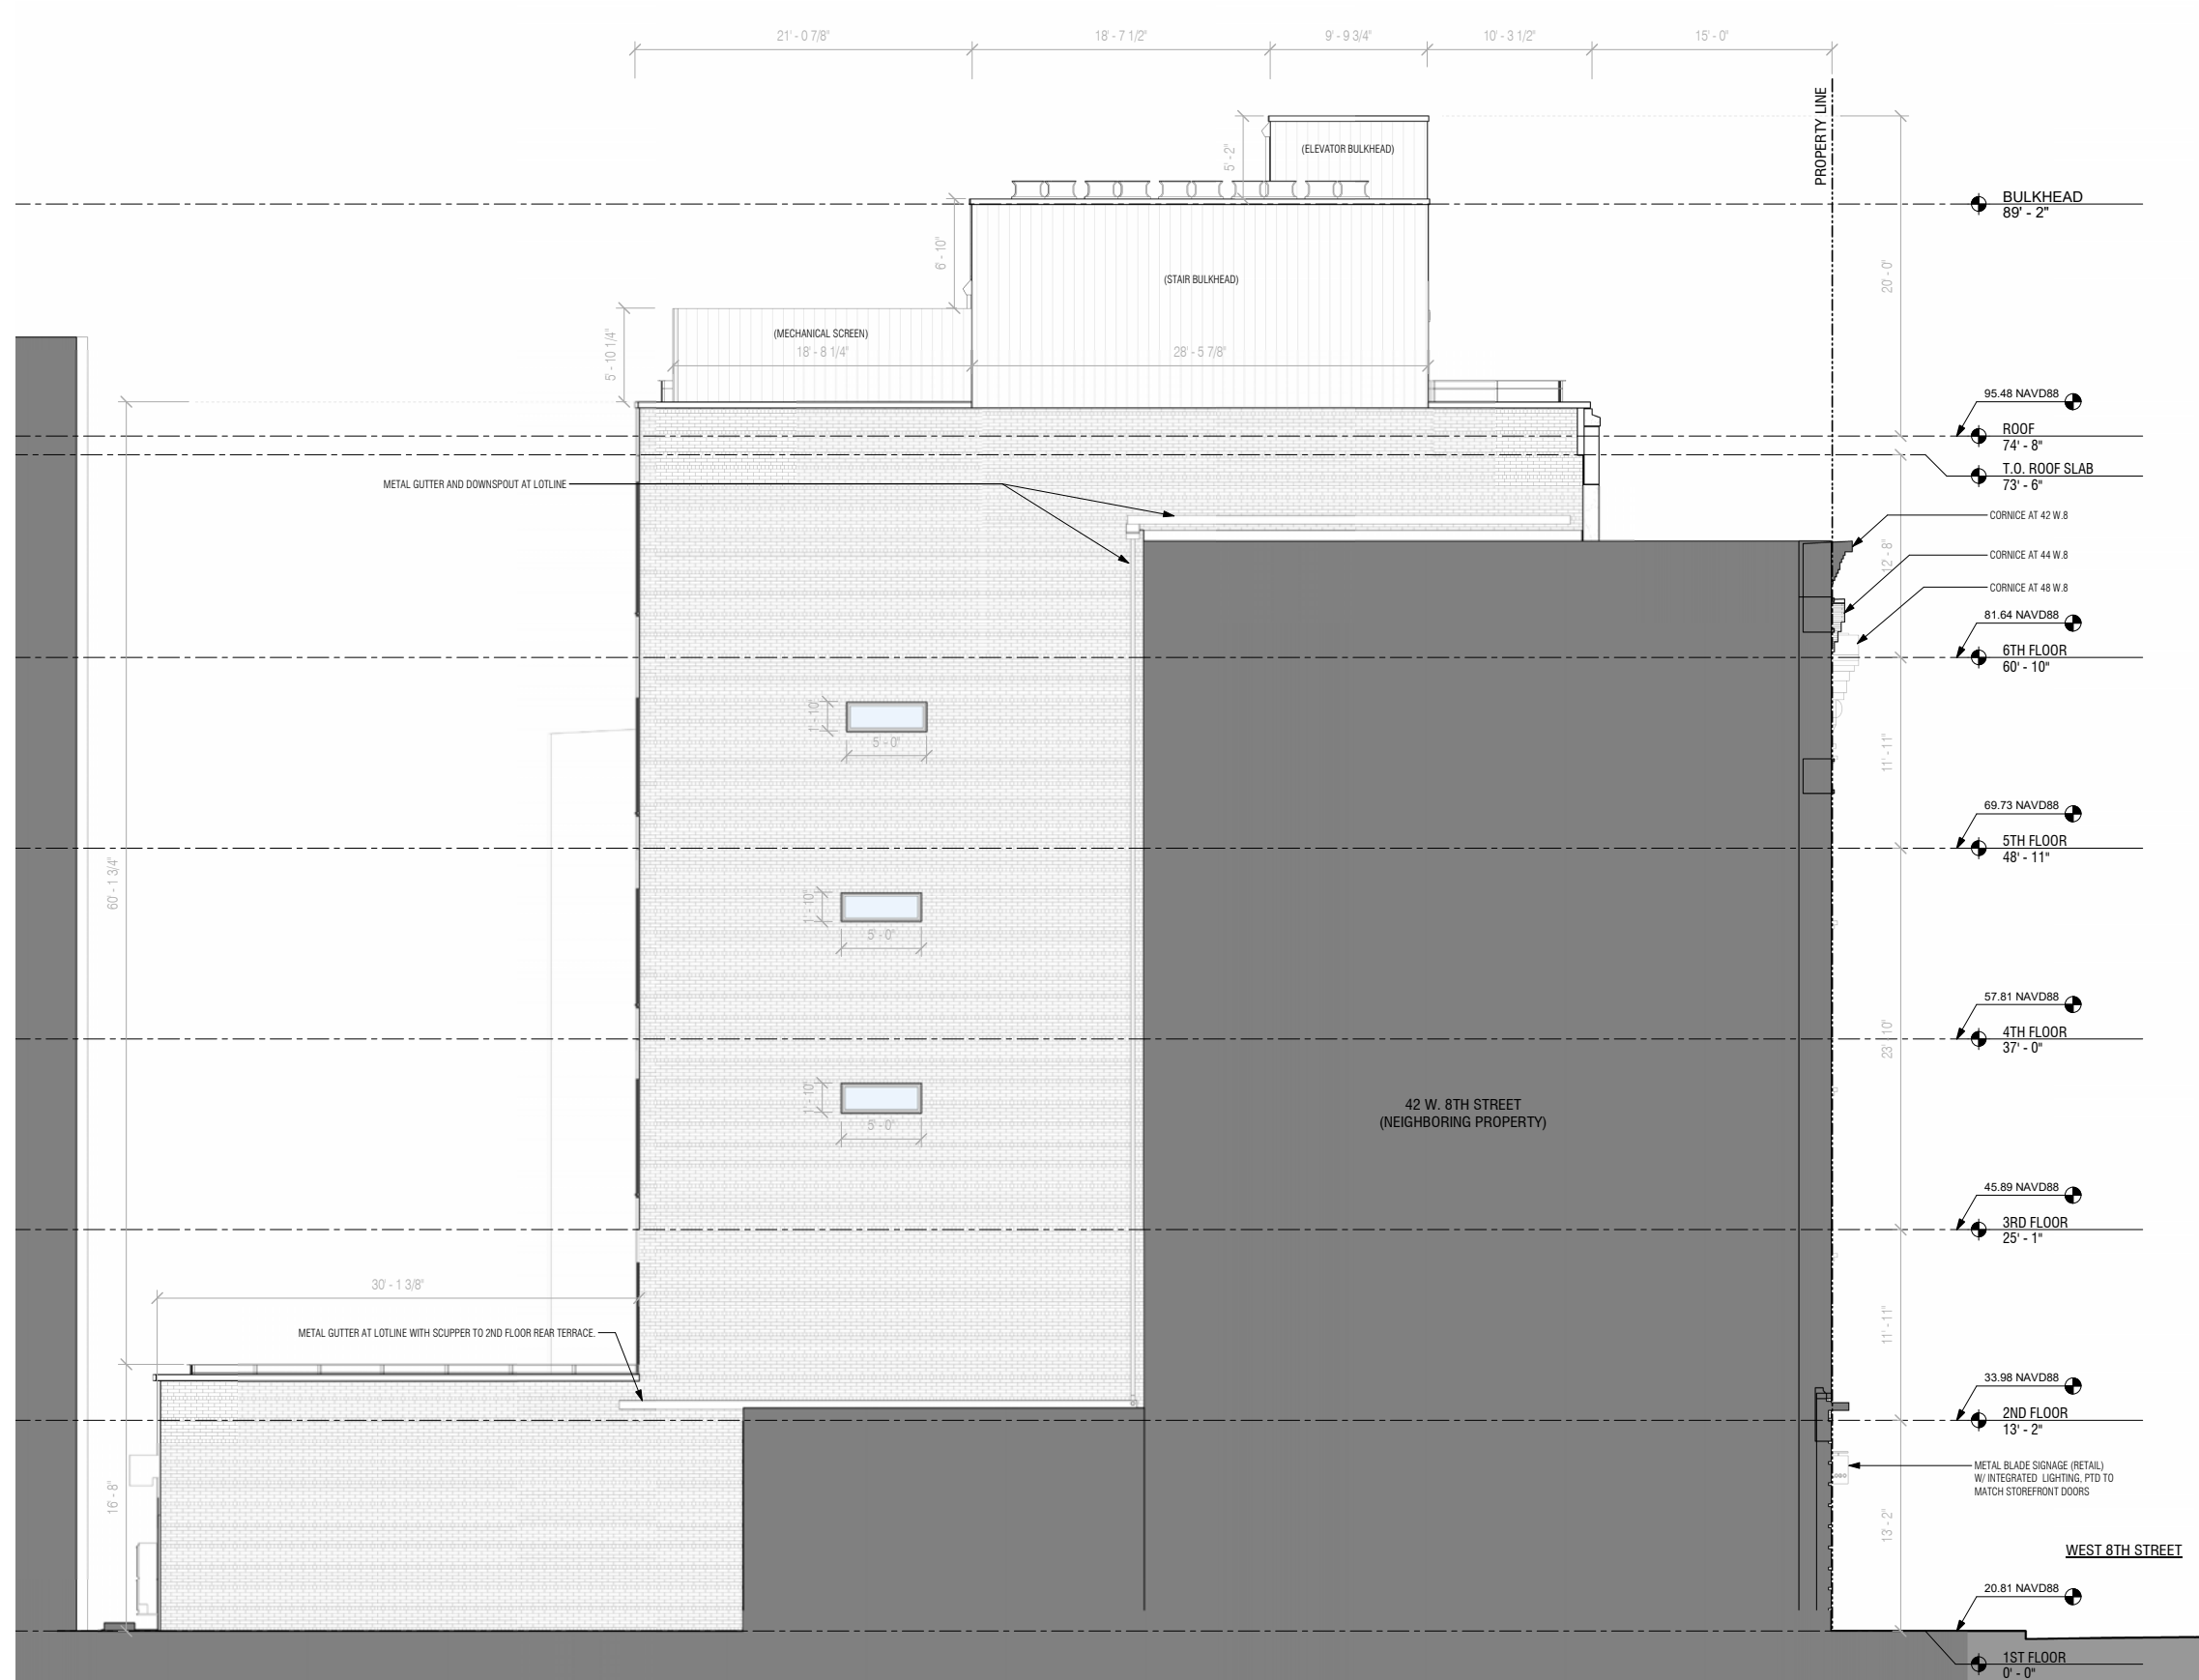 21' - 0 7/8"
18' - 7 1/2"
9' - 9 3/4"
10' - 3 1/2"
15' - 0"
PROPERTY LINE
(ELEVATOR BULKHEAD)
5' - 2"
BULKHEAD
89' - 2"
6' - 10"
(STAIR BULKHEAD)
20' - 0"
(MECHANICAL SCREEN)
18' - 8 1/4"
28' - 5 7/8"
5' - 10 1/4"
95.48 NAVD88
ROOF
74' - 8"
T.O. ROOF SLAB
73' - 6"
METAL GUTTER AND DOWNSPOUT AT LOTLINE
CORNICE AT 42 W.8
12' - 8"
CORNICE AT 44 W.8
CORNICE AT 48 W.8
81.64 NAVD88
6TH FLOOR
60' - 10"
1' - 10"
5' - 0"
11' - 11"
69.73 NAVD88
5TH FLOOR
48' - 11"
60' - 1 3/4"
1' - 10"
5' - 0"
57.81 NAVD88
4TH FLOOR
37' - 0"
23' - 10"
1' - 10"
5' - 0"
42 W. 8TH STREET
(NEIGHBORING PROPERTY)
45.89 NAVD88
3RD FLOOR
25' - 1"
30' - 1 3/8"
11' - 11"
METAL GUTTER AT LOTLINE WITH SCUPPER TO 2ND FLOOR REAR TERRACE.
33.98 NAVD88
2ND FLOOR
13' - 2"
METAL BLADE SIGNAGE (RETAIL)
W/ INTEGRATED LIGHTING, PTD TO
MATCH STOREFRONT DOORS
16' - 8"
13' - 2"
WEST 8TH STREET
20.81 NAVD88
1ST FLOOR
0' - 0"